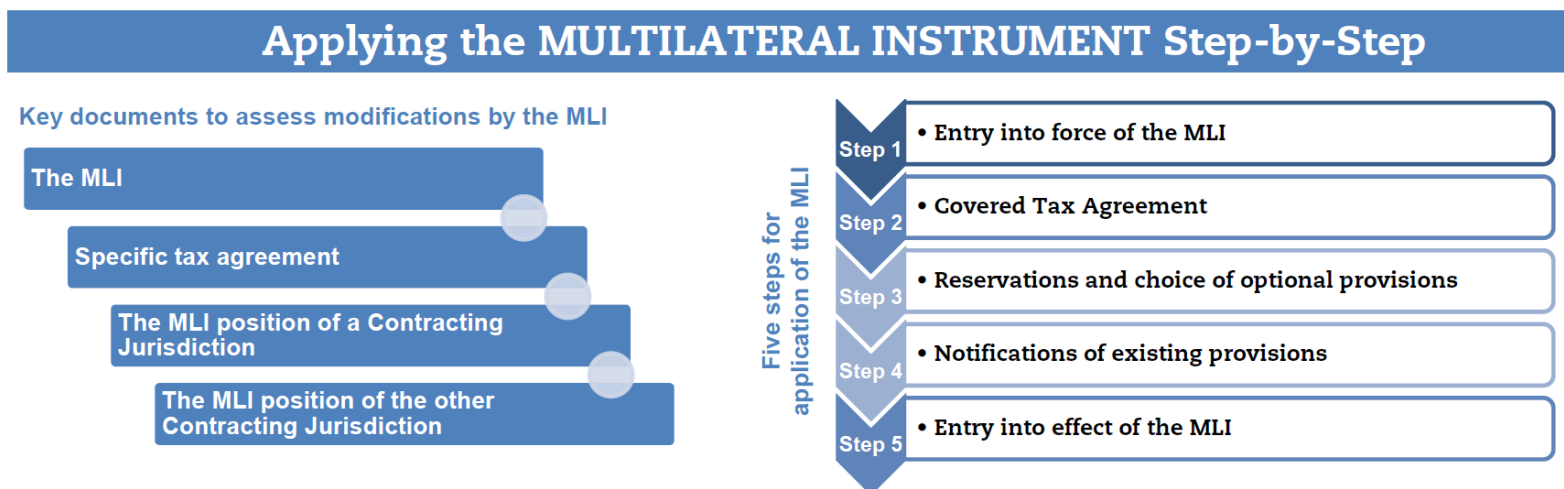 Applying the MULTILATERAL INSTRUMENT Step-by-Step
Key documents to assess modifications by the MLI
The MLI
Specific tax agreement
The MLI position of a Contracting
Jurisdiction
The MLI position of the other
Contracting Jurisdiction
Five steps for
application of the MLI
Step 1
• Entry into force of the MLI
Step 2
• Covered Tax Agreement
Step 3
• Reservations and choice of optional provisions
Step 4
• Notifications of existing provisions
Step 5
• Entry into effect of the MLI